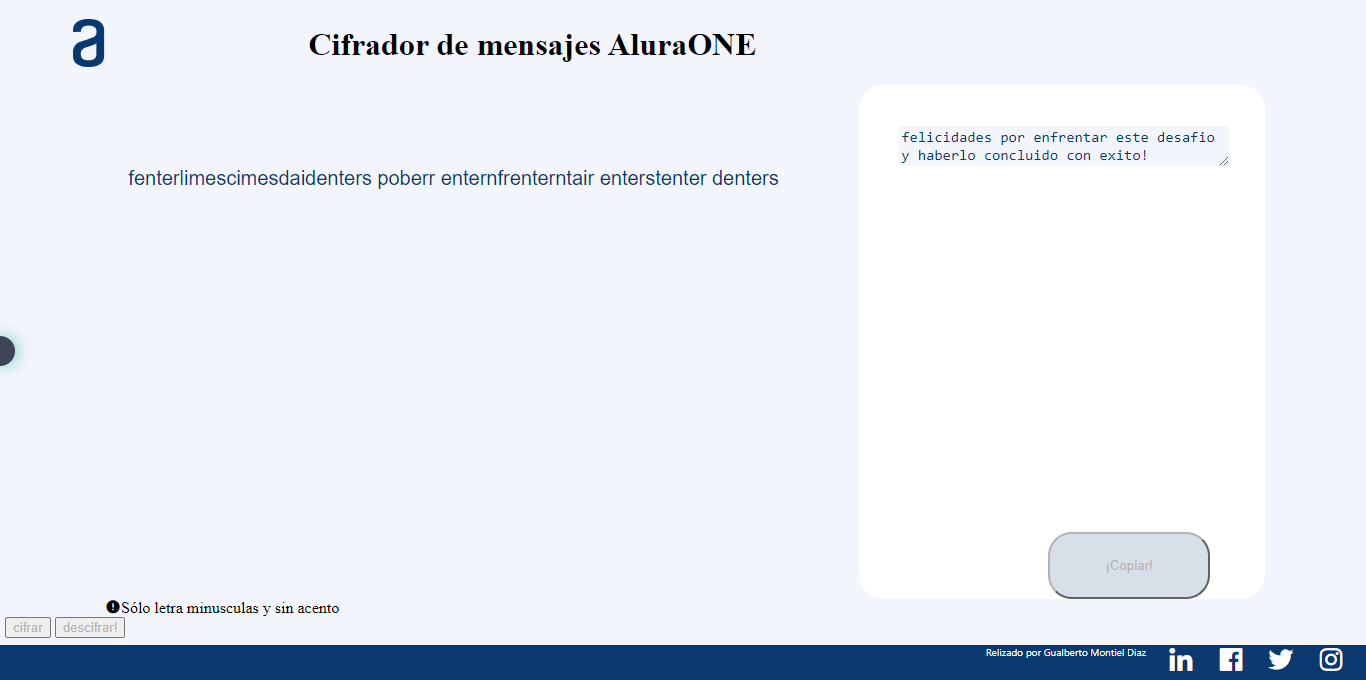 a
Cifrador de mensajes AluraONE
fenterlimescimesdaidenters poberr enternfrenterntair enterstenter denters
felicidades por enfrentar este desafio
y haberlo concluido con exito!
¡Copiar!
Sólo letra minusculas y sin acento
cifrar descifrar!
Relizado por Gualberto Montiel Diaz